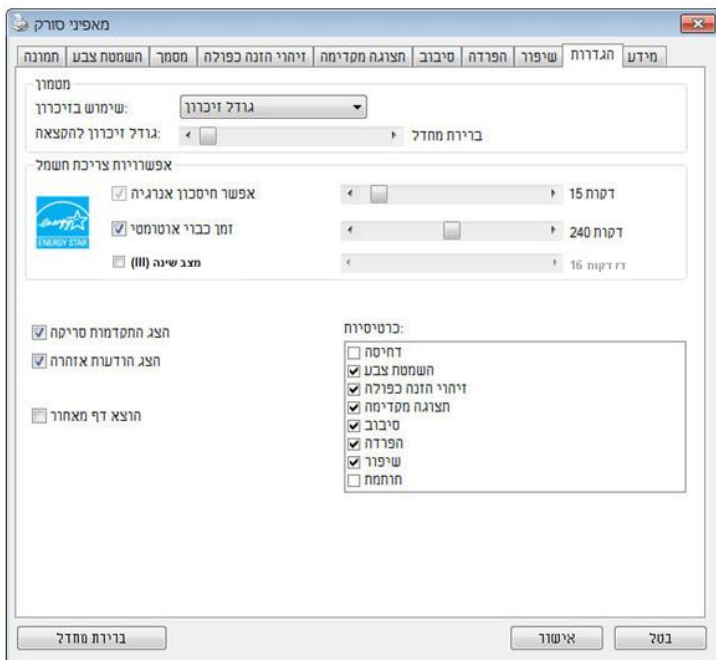 מאפיני סורק
תמונה השמטת צבע מסמך זיהוי הזנה כפולה תצוגה מקדימה סיבוב הפרדה שיפור הגדרות מידע
מטמון
שימוש בזיכרון: גודל זיכרון
גודל זיכרון להקצאה: ברירת מחדל
אפשרויות צריכת חשמל
אפשר חיסכון אנרגיה 15 דקות
זמן כבוי אוטומטי 240 דקות
מצב שינה (III) 16 דקות
energy
ENERGY STAR
הצג התקדמות סריקה
הצג הודעות אזהרה
הוצא דף מאחור
כרטיסיות:
דחיסה
השמטת צבע
זיהוי הזנה כפולה
תצוגה מקדימה
סיבוב
הפרדה
שיפור
חותמת
ברירת מחדל אישור בטל